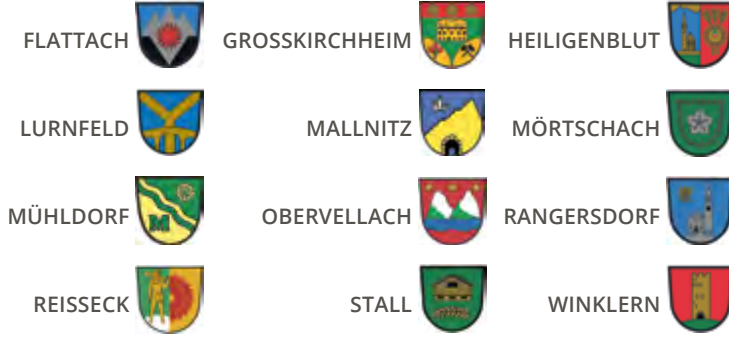 FLATTACH GROSSKIRCHHEIM HEILIGENBLUT
LURNFELD MALLNITZ MÖRTSCHACH
MÜHLDORF M OBERVELLACH RANGERSDORF
REISSECK STALL WINKLERN